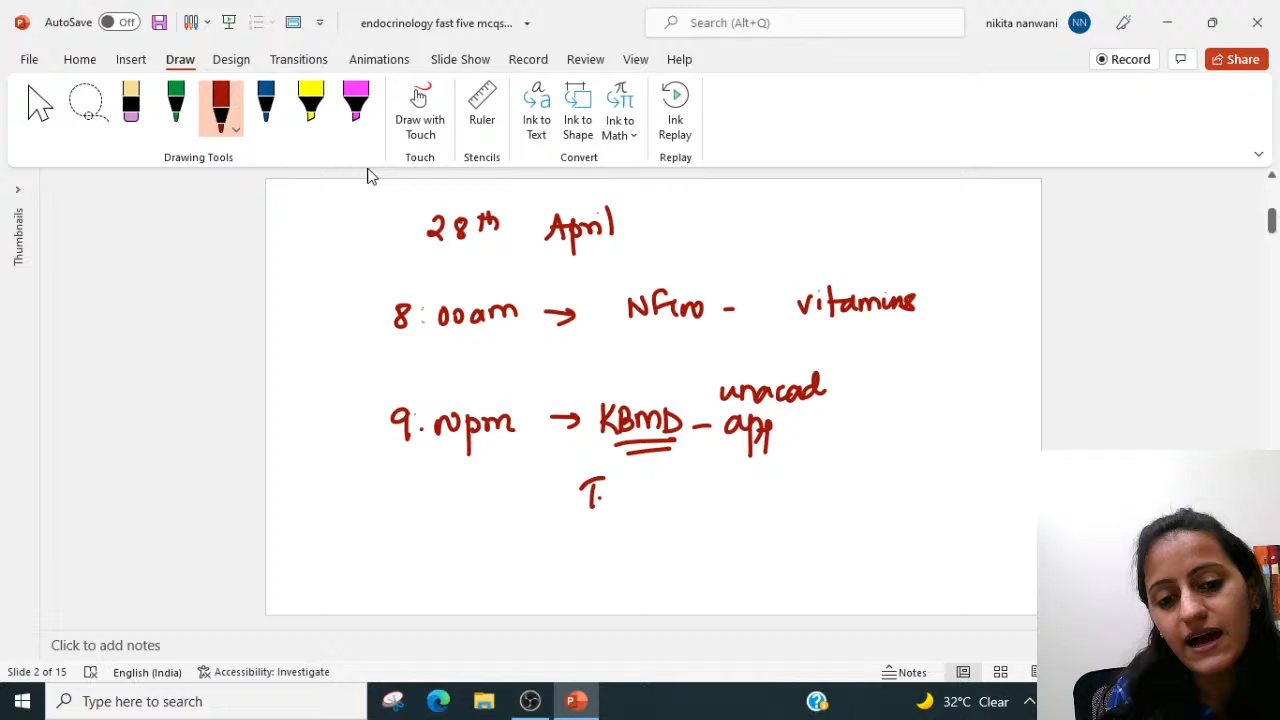 AutoSave Off endocrinology fast five mcqs... Search (Alt+Q) nikita nanwani NN
File Home Insert Draw Design Transitions Animations Slide Show Record Review View Help Record Share
Draw with Touch Ruler Ink to Text Ink to Shape Ink to Math Ink Replay
Drawing Tools Touch Stencils Convert Replay
Thumbnails
28th April
8:00am → - vitamins
unacad
9. pm → KBMD - app
T.
Click to add notes
Slide 2 of 15 English (India) Accessibility: Investigate Notes
Type here to search 32°C Clear